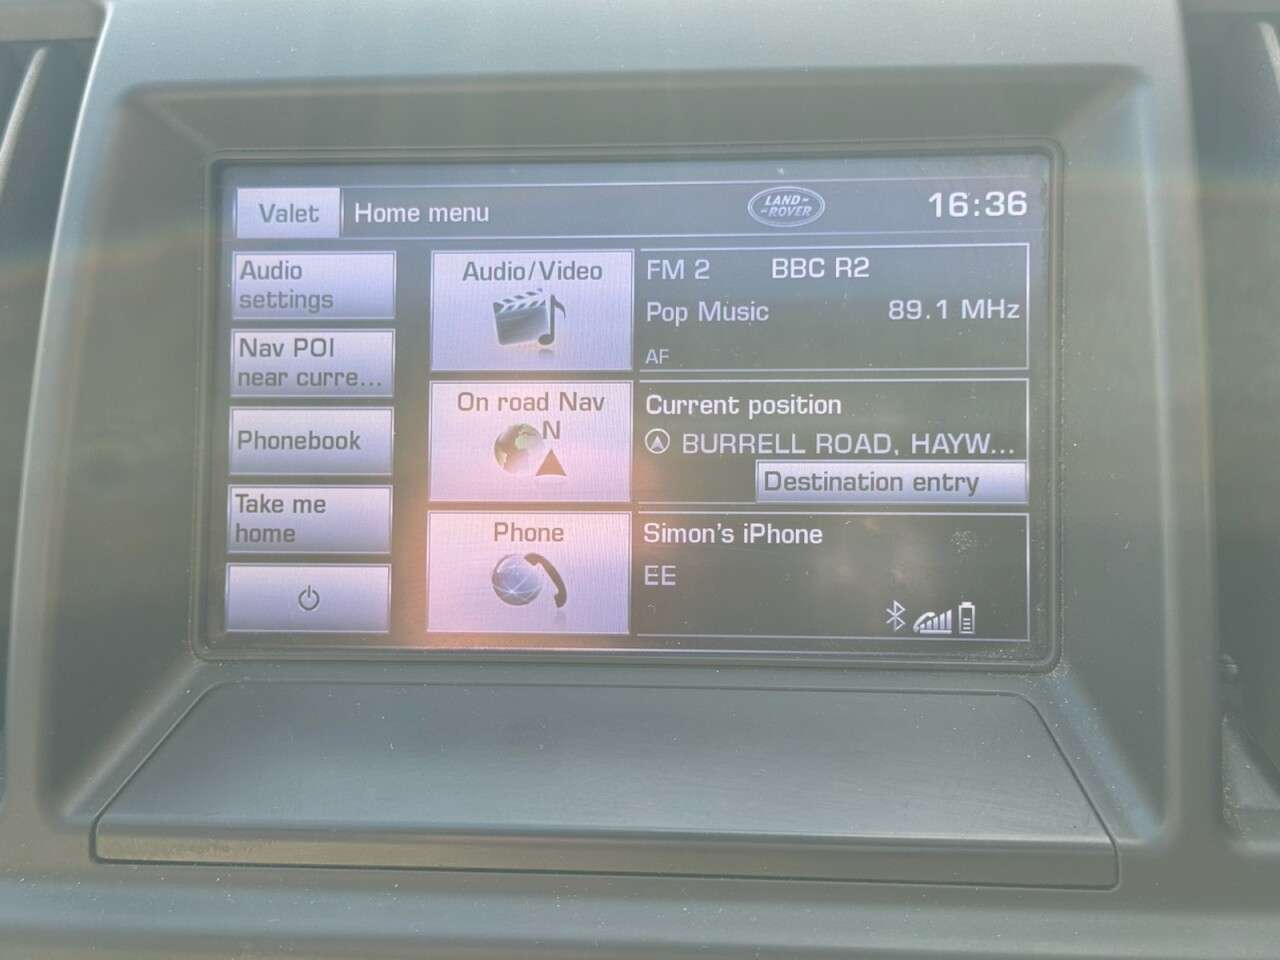 Valet
Home menu
LAND-
-ROVER
16:36
Audio
settings
Nav POI
near curre...
Phonebook
Take me
home
Audio/Video
FM 2
BBC R2
Pop Music
89.1 MHz
AF
On road Nav
N
Current position
BURRELL ROAD, HAYW...
Destination entry
Phone
Simon's iPhone
EE